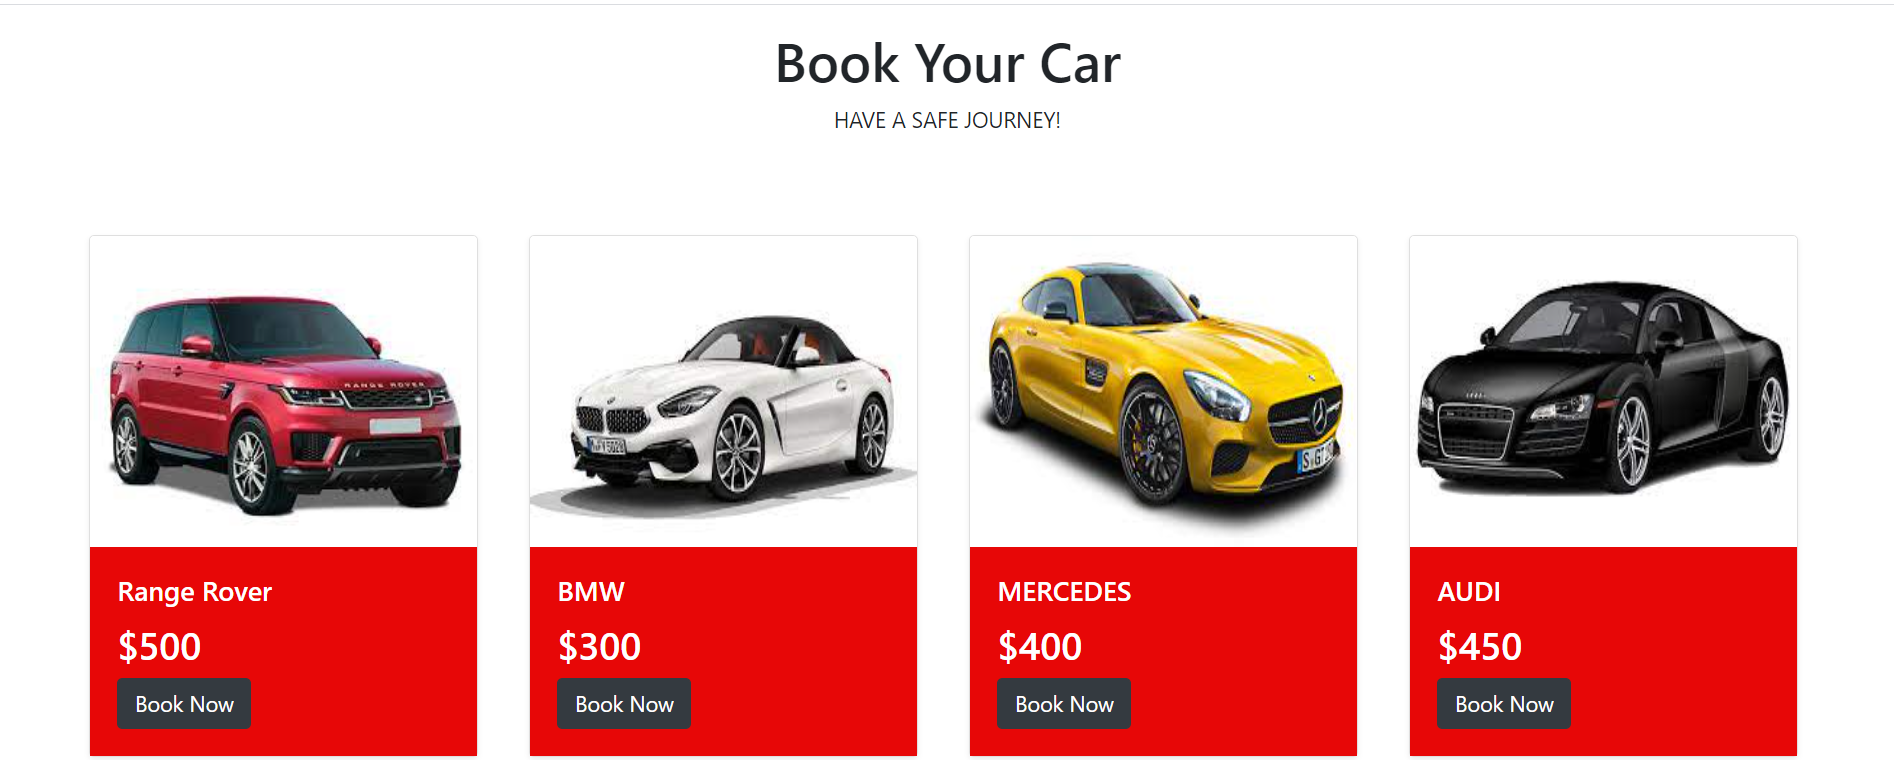 Book Your Car
HAVE A SAFE JOURNEY!
RANGE ROVER
Range Rover
$500
Book Now
BMW
$300
Book Now
MERCEDES
$400
Book Now
AUDI
$450
Book Now